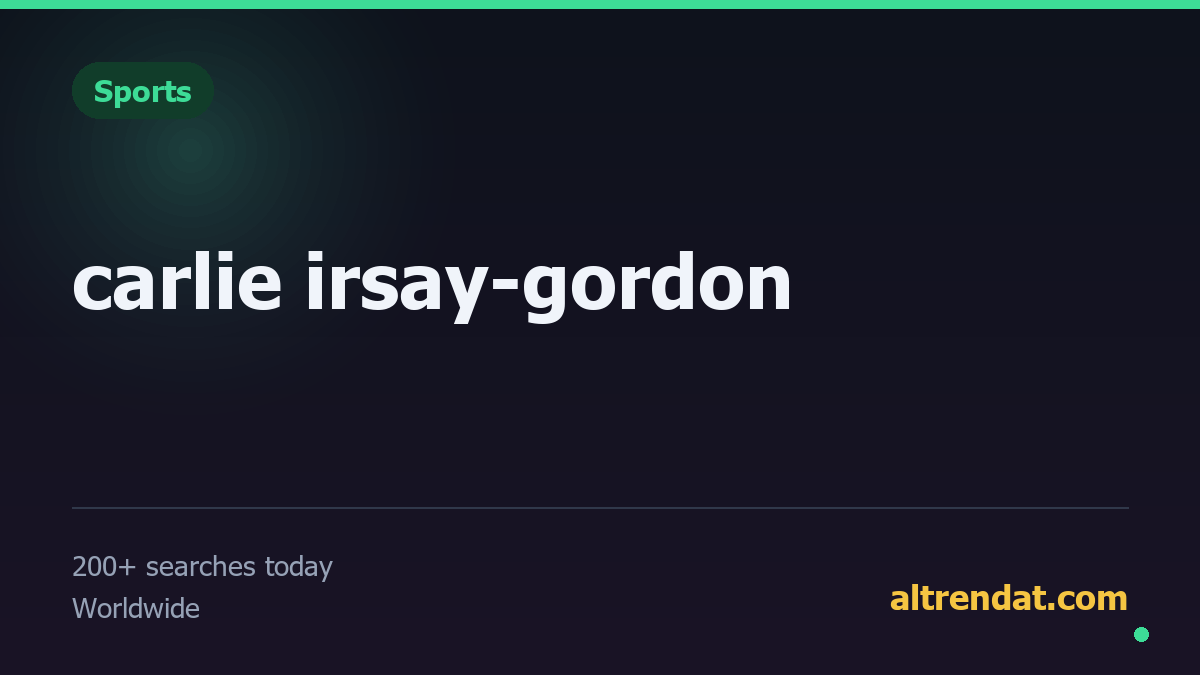 Sports
carlie irsay-gordon
200+ searches today
Worldwide
altrendat.com